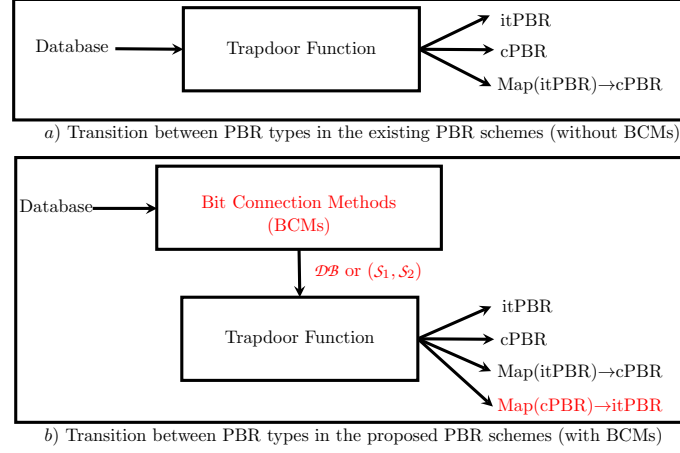 itPBR
Database
Trapdoor Function
cPBR
Map(itPBR)→cPBR
a) Transition between PBR types in the existing PBR schemes (without BCMs)
Database
Bit Connection Methods
(BCMs)
𝒟ℬ or (𝒮₁, 𝒮₂)
Trapdoor Function
itPBR
cPBR
Map(itPBR)→cPBR
Map(cPBR)→itPBR
b) Transition between PBR types in the proposed PBR schemes (with BCMs)